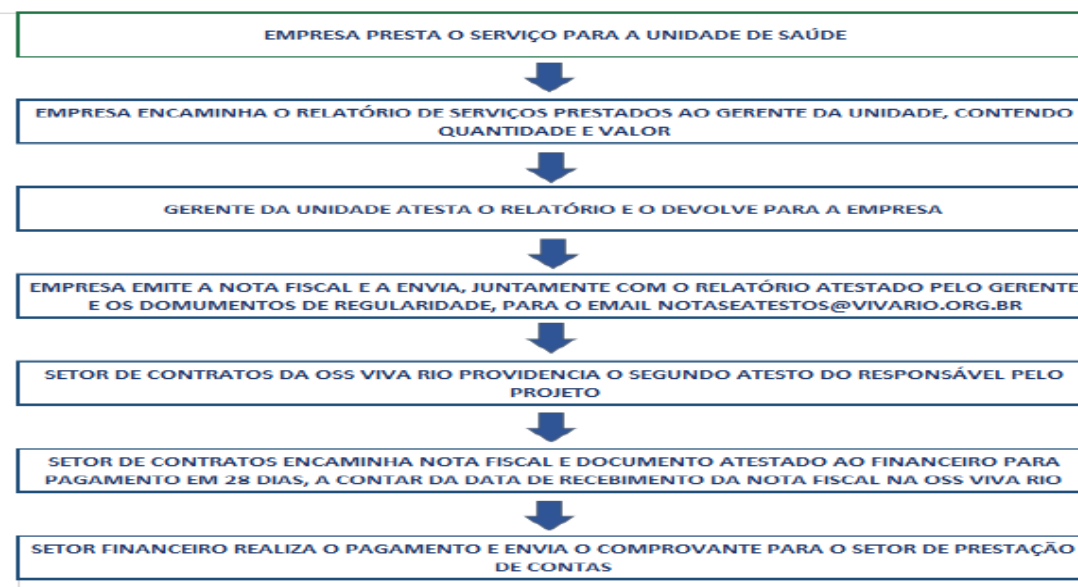 EMPRESA PRESTA O SERVIÇO PARA A UNIDADE DE SAÚDE
EMPRESA ENCAMINHA O RELATÓRIO DE SERVIÇOS PRESTADOS AO GERENTE DA UNIDADE, CONTENDO
QUANTIDADE E VALOR
GERENTE DA UNIDADE ATESTA O RELATÓRIO E O DEVOLVE PARA A EMPRESA
EMPRESA EMITE A NOTA FISCAL E A ENVIA, JUNTAMENTE COM O RELATÓRIO ATESTADO PELO GERENTE
E OS DOMUMENTOS DE REGULARIDADE, PARA O EMAIL NOTASEATESTOS@VIVARIO.ORG.BR
SETOR DE CONTRATOS DA OSS VIVA RIO PROVIDENCIA O SEGUNDO ATESTO DO RESPONSÁVEL PELO
PROJETO
SETOR DE CONTRATOS ENCAMINHA NOTA FISCAL E DOCUMENTO ATESTADO AO FINANCEIRO PARA
PAGAMENTO EM 28 DIAS, A CONTAR DA DATA DE RECEBIMENTO DA NOTA FISCAL NA OSS VIVA RIO
SETOR FINANCEIRO REALIZA O PAGAMENTO E ENVIA O COMPROVANTE PARA O SETOR DE PRESTAÇÃO
DE CONTAS